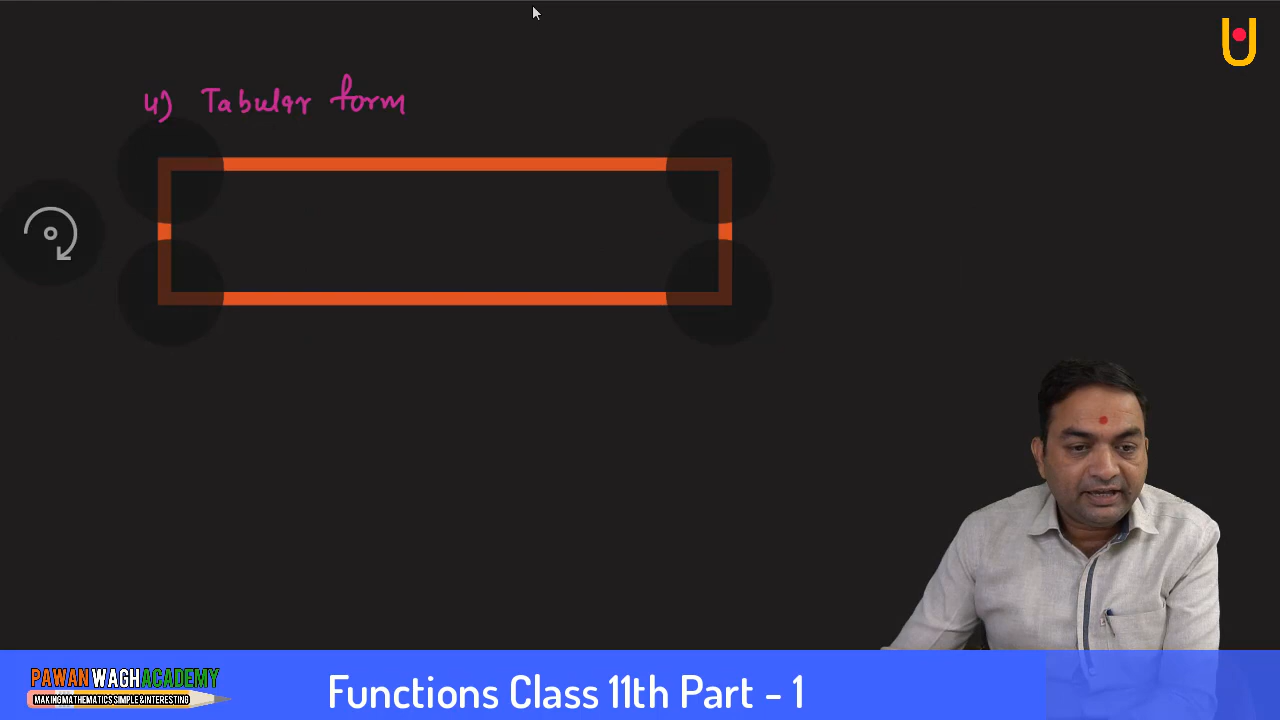 4) Tabular form
PAWAN WAGH ACADEMY
MAKING MATHEMATICS SIMPLE & INTERESTING
Functions Class 11th Part - 1